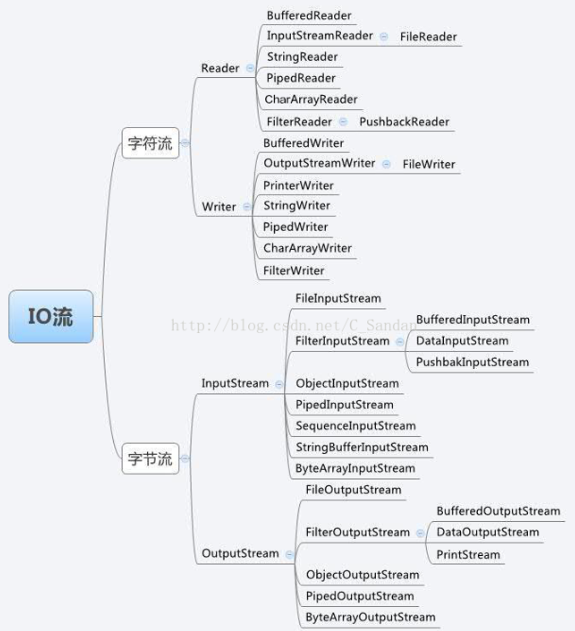 IO流
字符流
Reader
BufferedReader
InputStreamReader
FileReader
StringReader
PipedReader
CharArrayReader
FilterReader
PushbackReader
Writer
BufferedWriter
OutputStreamWriter
FileWriter
PrinterWriter
StringWriter
PipedWriter
CharArrayWriter
FilterWriter
http://blog.csdn.net/C_Sandan
字节流
InputStream
FileInputStream
FilterInputStream
BufferedInputStream
DataInputStream
PushbakInputStream
ObjectInputStream
PipedInputStream
SequenceInputStream
StringBufferInputStream
ByteArrayInputStream
OutputStream
FileOutputStream
FilterOutputStream
BufferedOutputStream
DataOutputStream
PrintStream
ObjectOutputStream
PipedOutputStream
ByteArrayOutputStream